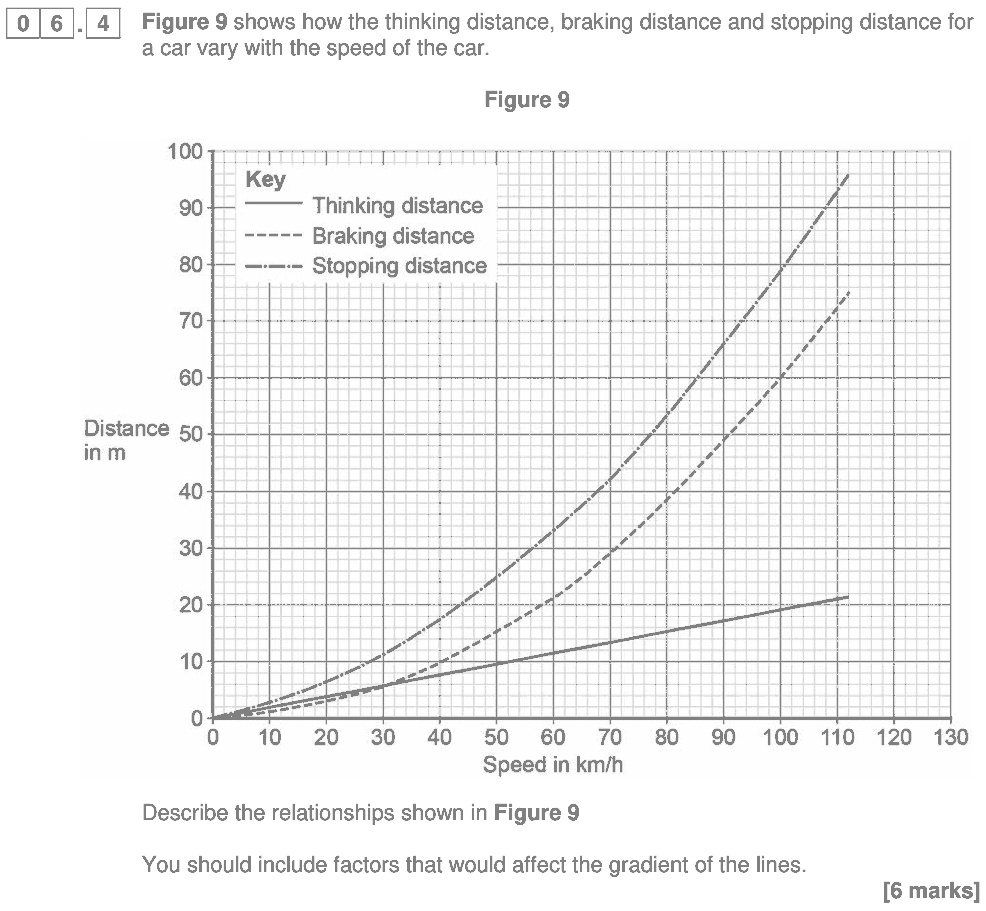 0 6 . 4 Figure 9 shows how the thinking distance, braking distance and stopping distance for
a car vary with the speed of the car.
Figure 9
100
90
80
70
60
50
40
30
20
10
0
Key
Thinking distance
Braking distance
Stopping distance
Distance
in m
0 10 20 30 40 50 60 70 80 90 100 110 120 130
Speed in km/h
Describe the relationships shown in Figure 9
You should include factors that would affect the gradient of the lines.
[6 marks]